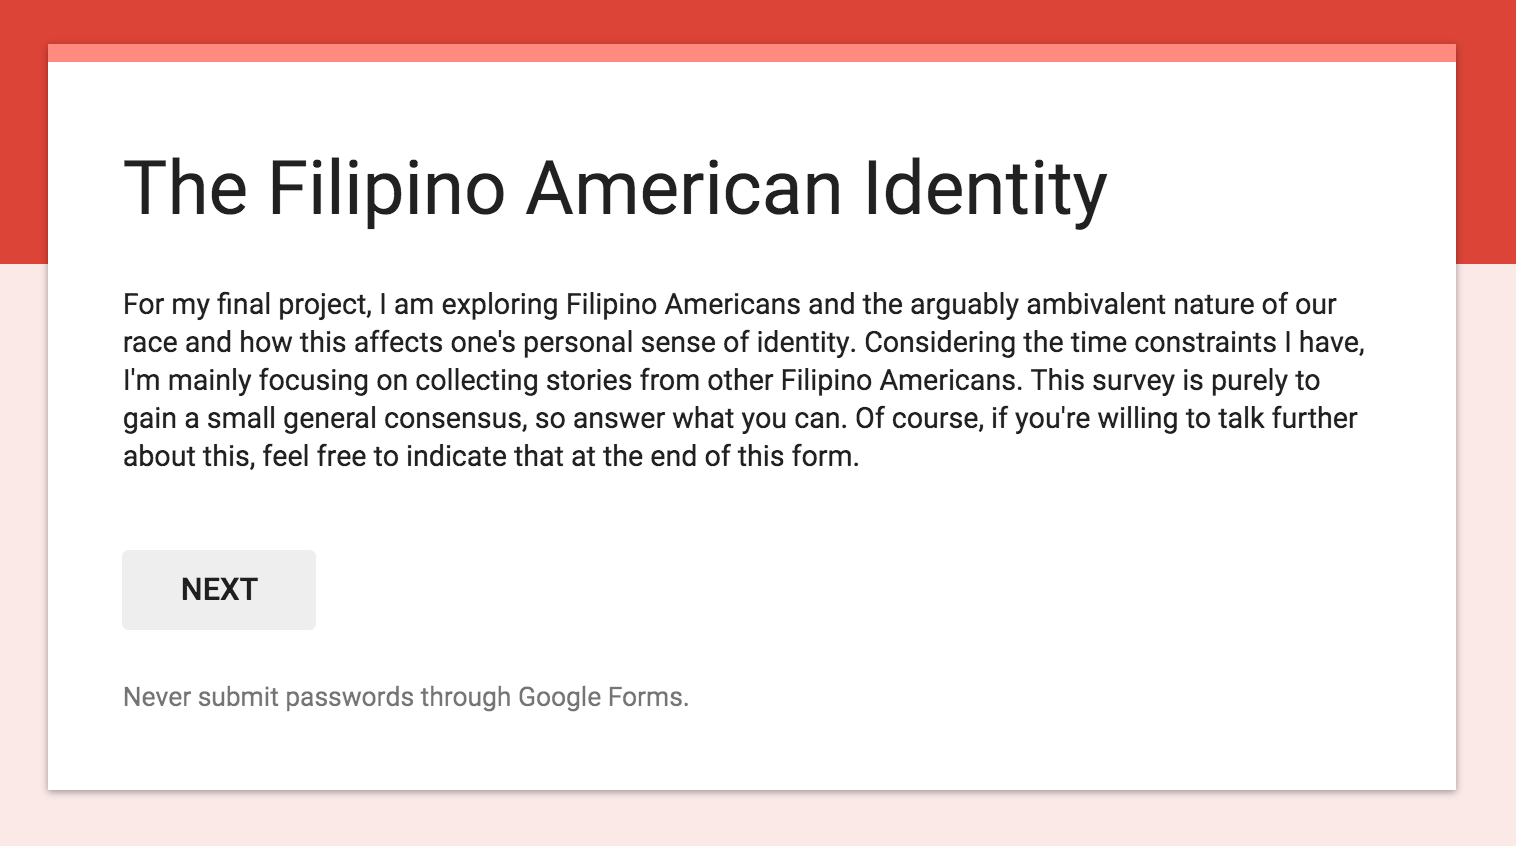 The Filipino American Identity
For my final project, I am exploring Filipino Americans and the arguably ambivalent nature of our
race and how this affects one's personal sense of identity. Considering the time constraints I have,
I'm mainly focusing on collecting stories from other Filipino Americans. This survey is purely to
gain a small general consensus, so answer what you can. Of course, if you're willing to talk further
about this, feel free to indicate that at the end of this form.
NEXT
Never submit passwords through Google Forms.